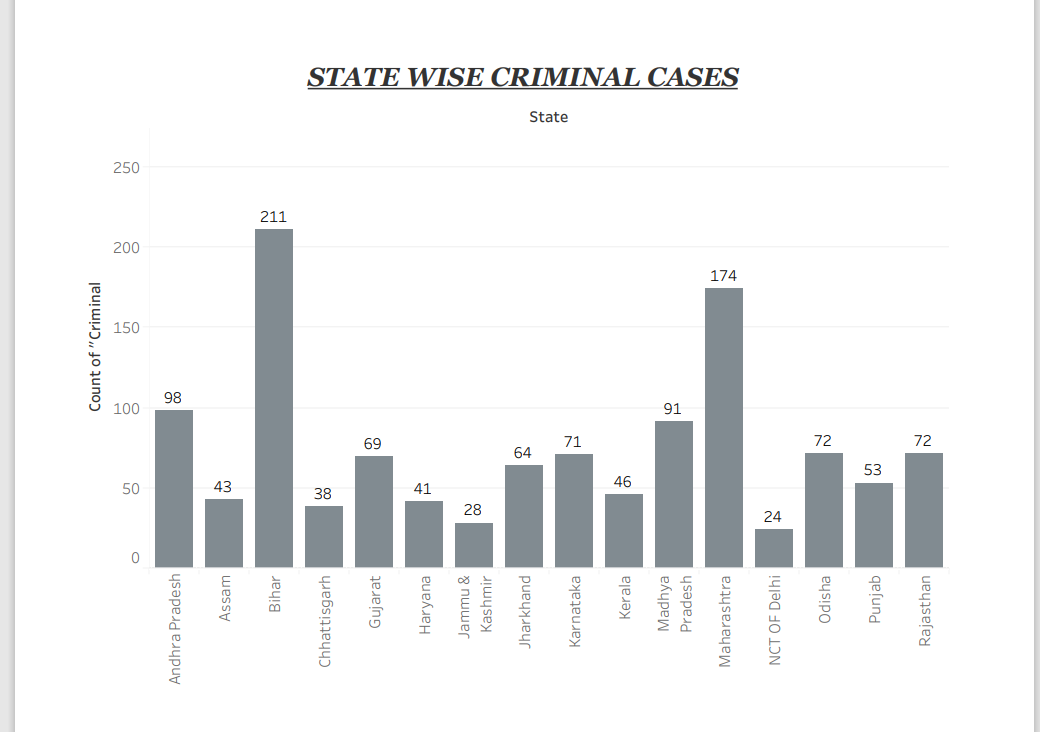 STATE WISE CRIMINAL CASES
State
Count of "Criminal
250
200
150
100
50
0
98
43
211
38
69
41
28
64
71
46
91
174
24
72
53
72
Andhra Pradesh
Assam
Bihar
Chhattisgarh
Gujarat
Haryana
Jammu &
Kashmir
Jharkhand
Karnataka
Kerala
Madhya
Pradesh
Maharashtra
NCT OF Delhi
Odisha
Punjab
Rajasthan